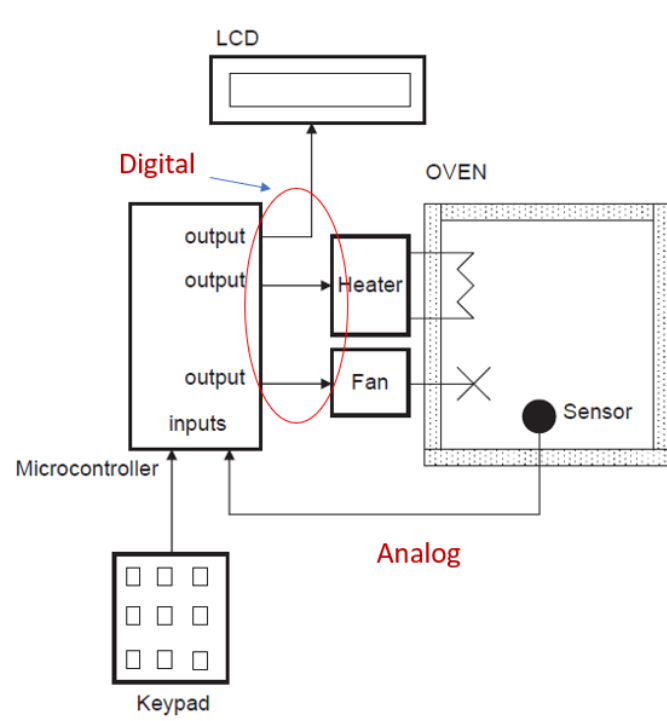 LCD
Digital
OVEN
output
output
Heater
output
Fan
Sensor
inputs
Microcontroller
Analog
Keypad